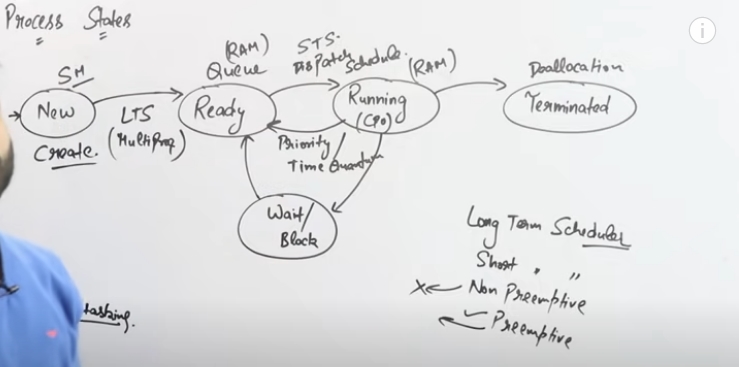 Process States
SM
New
Create.
LTS
(Multiprog)
(RAM)
Queue
Ready
STS.
Dispatch Schedule.
(RAM)
Running
(CPU)
Priority/
Time Quantum
Wait/
Block
Deallocation
Terminated
Long Term Scheduler
Short " "
Non Preemptive
Preemptive
tasking.
i